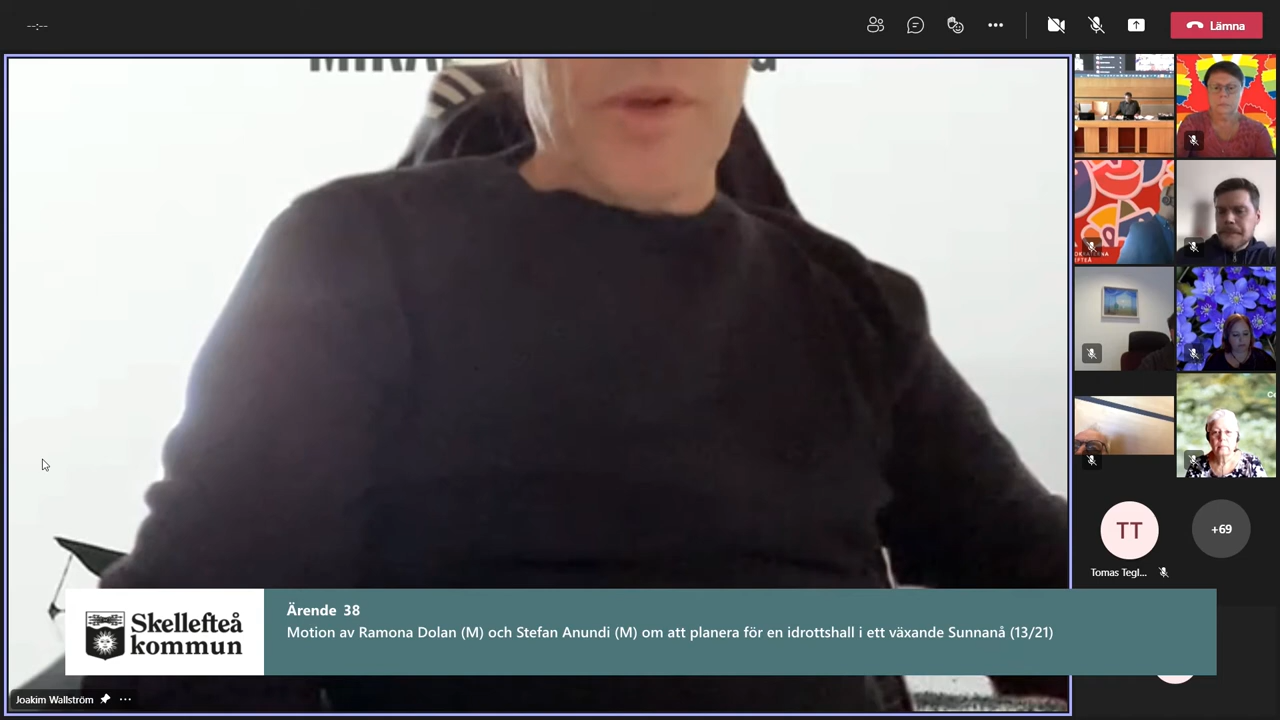 --:--
Lämna
Skellefteå
kommun
Ärende 38
Motion av Ramona Dolan (M) och Stefan Anundi (M) om att planera för en idrottshall i ett växande Sunnanå (13/21)
TT
+69
Tomas Tegl...
Joakim Wallström